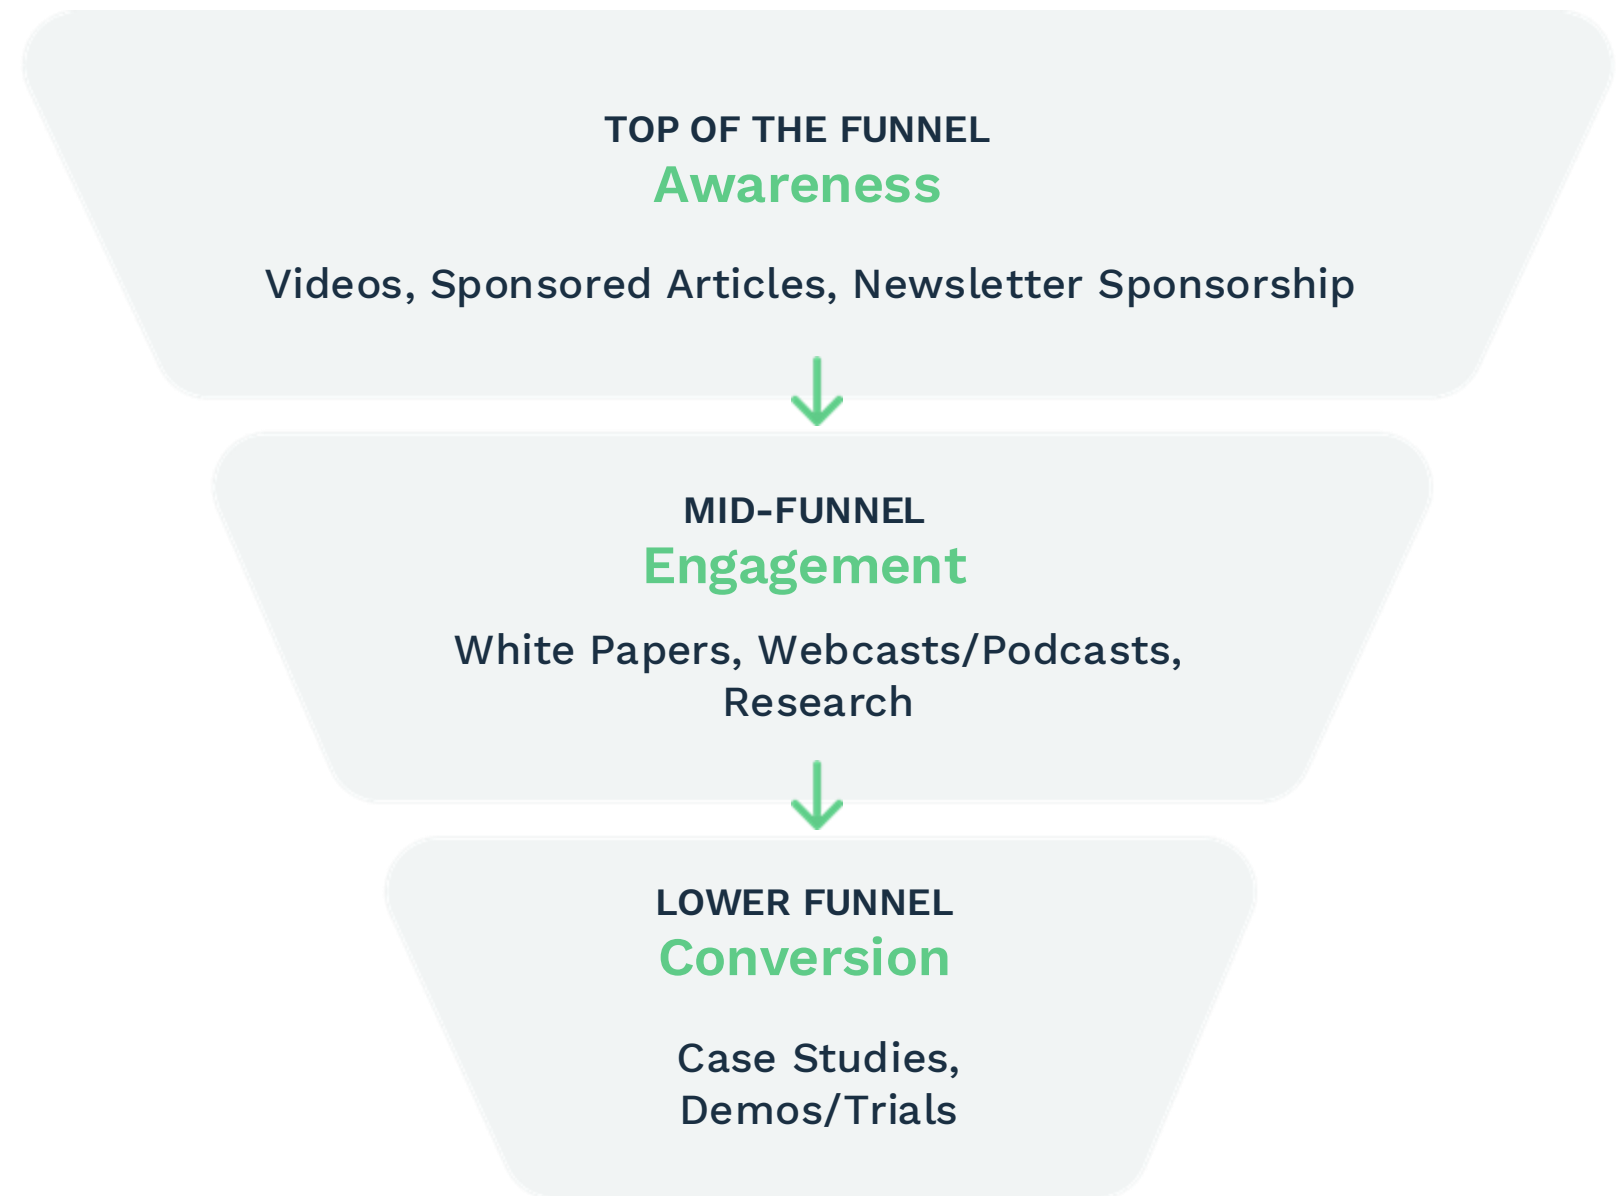 TOP OF THE FUNNEL
Awareness
Videos, Sponsored Articles, Newsletter Sponsorship
MID-FUNNEL
Engagement
White Papers, Webcasts/Podcasts,
Research
LOWER FUNNEL
Conversion
Case Studies,
Demos/Trials